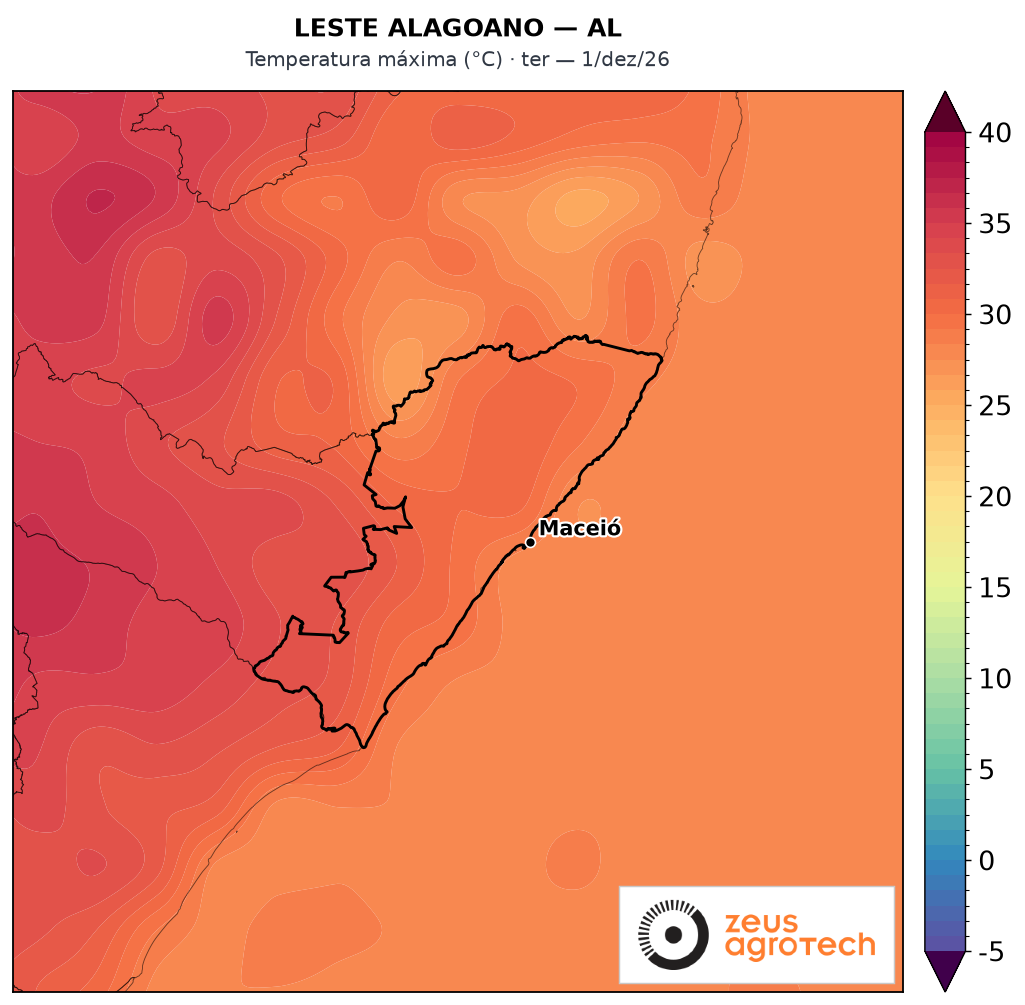 LESTE ALAGOANO — AL
Temperatura máxima (°C) · ter — 1/dez/26
40
35
30
25
20
15
10
5
0
-5
Maceió
zeus
agrotech